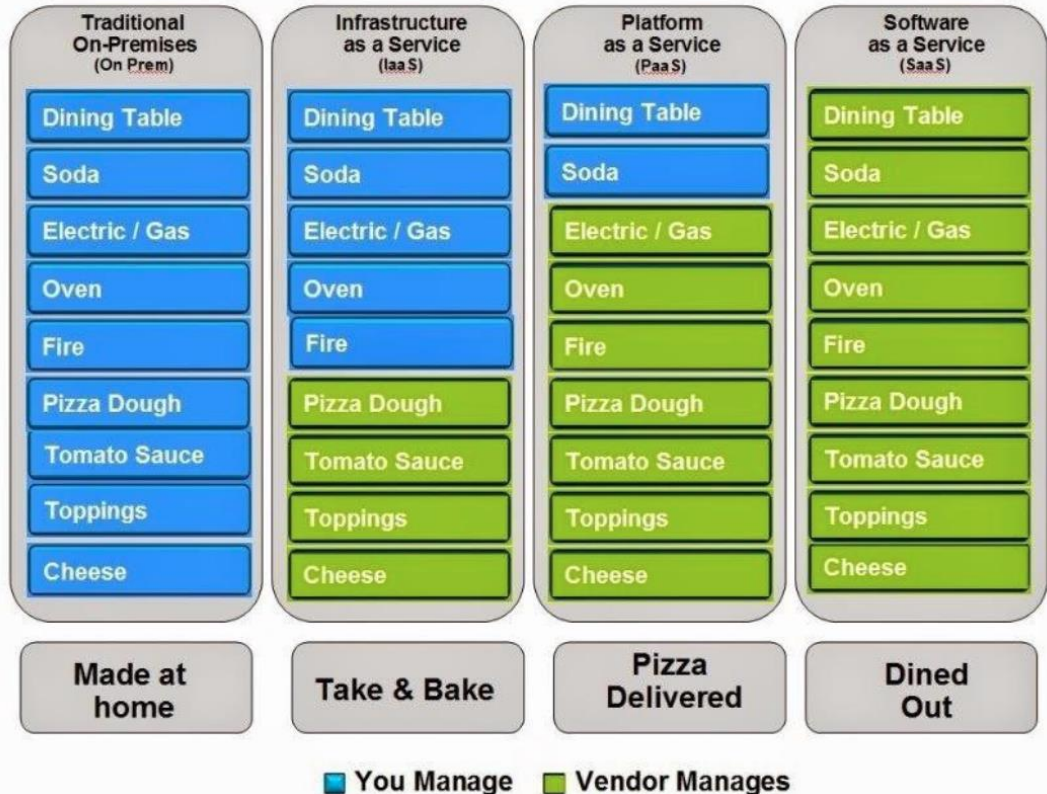 Traditional
On-Premises
(On Prem)
Dining Table
Soda
Electric / Gas
Oven
Fire
Pizza Dough
Tomato Sauce
Toppings
Cheese
Made at
home
Infrastructure
as a Service
(IaaS)
Dining Table
Soda
Electric / Gas
Oven
Fire
Pizza Dough
Tomato Sauce
Toppings
Cheese
Take & Bake
Platform
as a Service
(PaaS)
Dining Table
Soda
Electric / Gas
Oven
Fire
Pizza Dough
Tomato Sauce
Toppings
Cheese
Pizza
Delivered
Software
as a Service
(SaaS)
Dining Table
Soda
Electric / Gas
Oven
Fire
Pizza Dough
Tomato Sauce
Toppings
Cheese
Dined
Out
You Manage
Vendor Manages